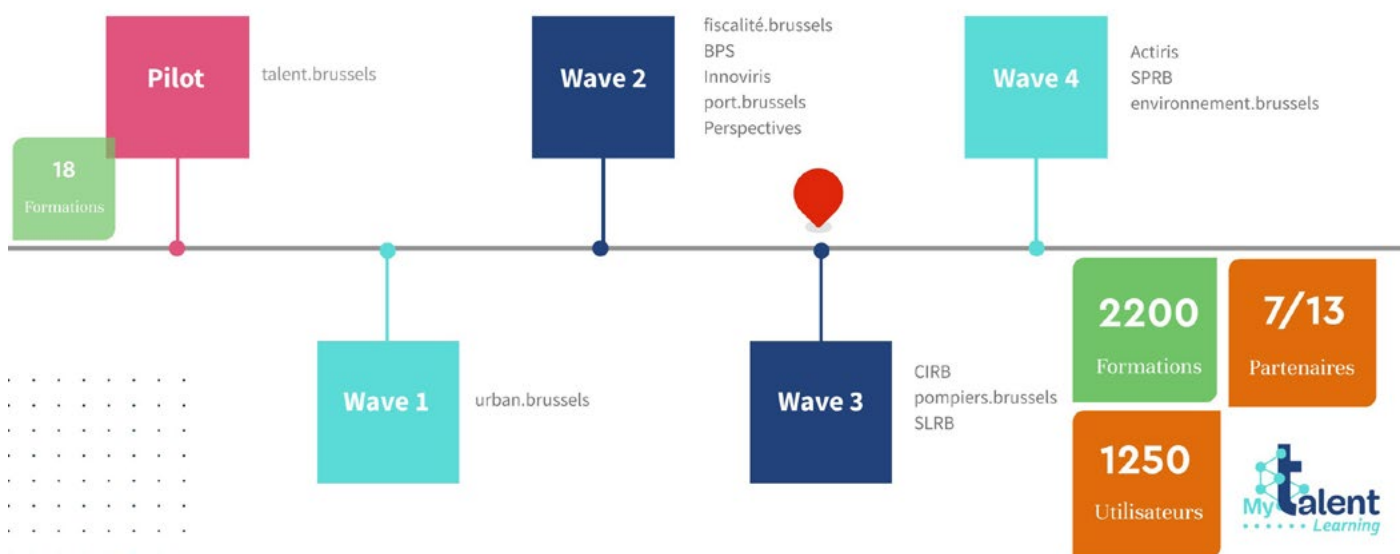 Pilot
talent.brussels
18
Formations
Wave 1
urban.brussels
Wave 2
fiscalité.brussels
BPS
Innoviris
port.brussels
Perspectives
Wave 3
CIRB
pompiers.brussels
SLRB
Wave 4
Actiris
SPRB
environnement.brussels
2200
Formations
7/13
Partenaires
1250
Utilisateurs
My talent
Learning